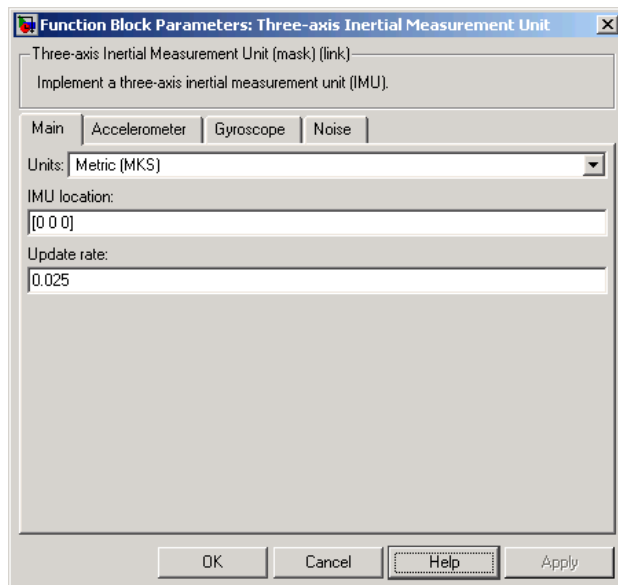 Function Block Parameters: Three-axis Inertial Measurement Unit
Three-axis Inertial Measurement Unit (mask) (link)
Implement a three-axis inertial measurement unit (IMU).
Main Accelerometer Gyroscope Noise
Units: Metric (MKS)
IMU location:
[0 0 0]
Update rate:
0.025
OK Cancel Help Apply